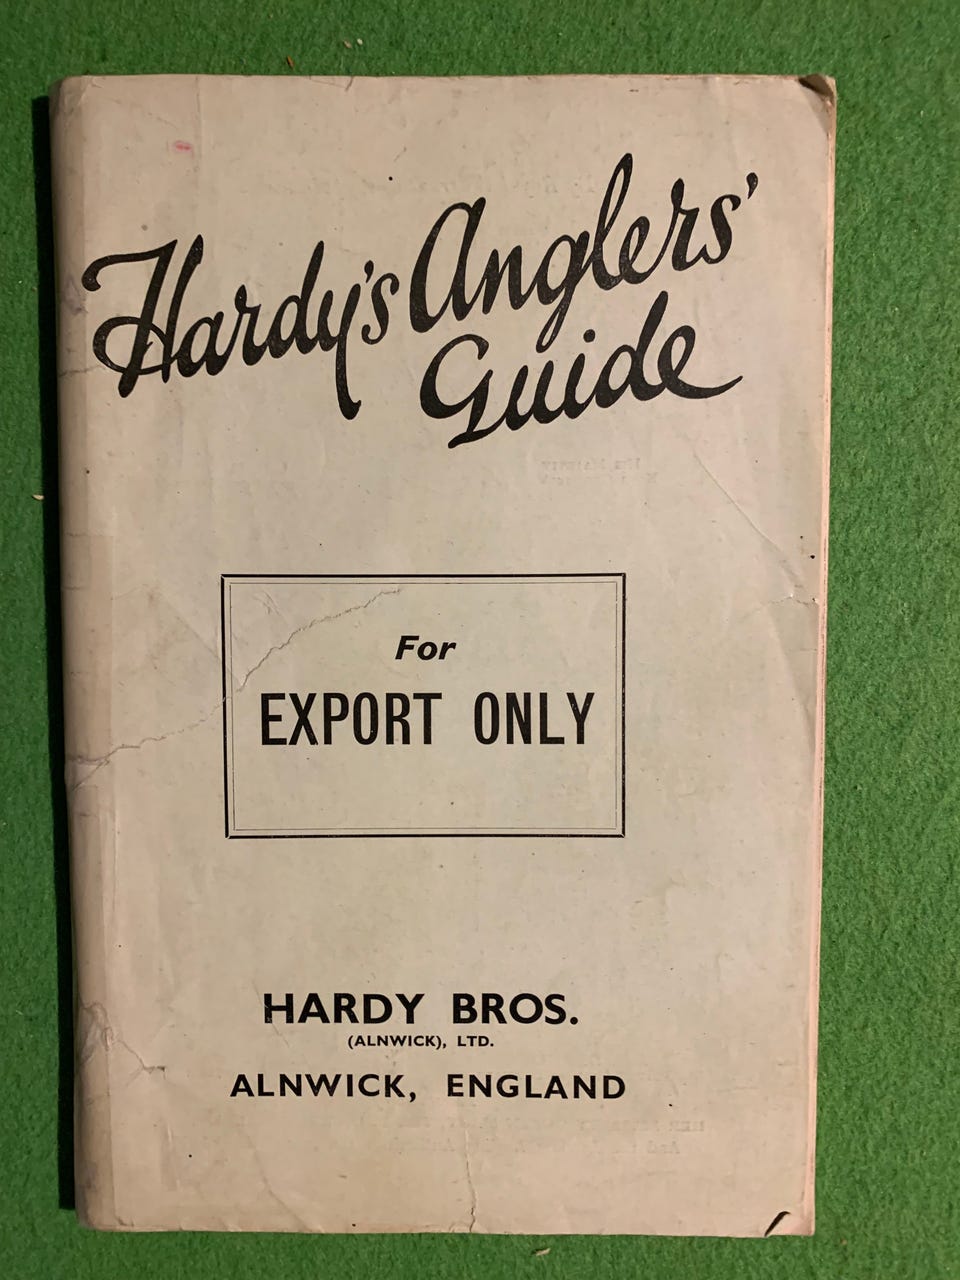 Hardy's Anglers'
Guide
For
EXPORT ONLY
HARDY BROS.
(ALNWICK), LTD.
ALNWICK, ENGLAND